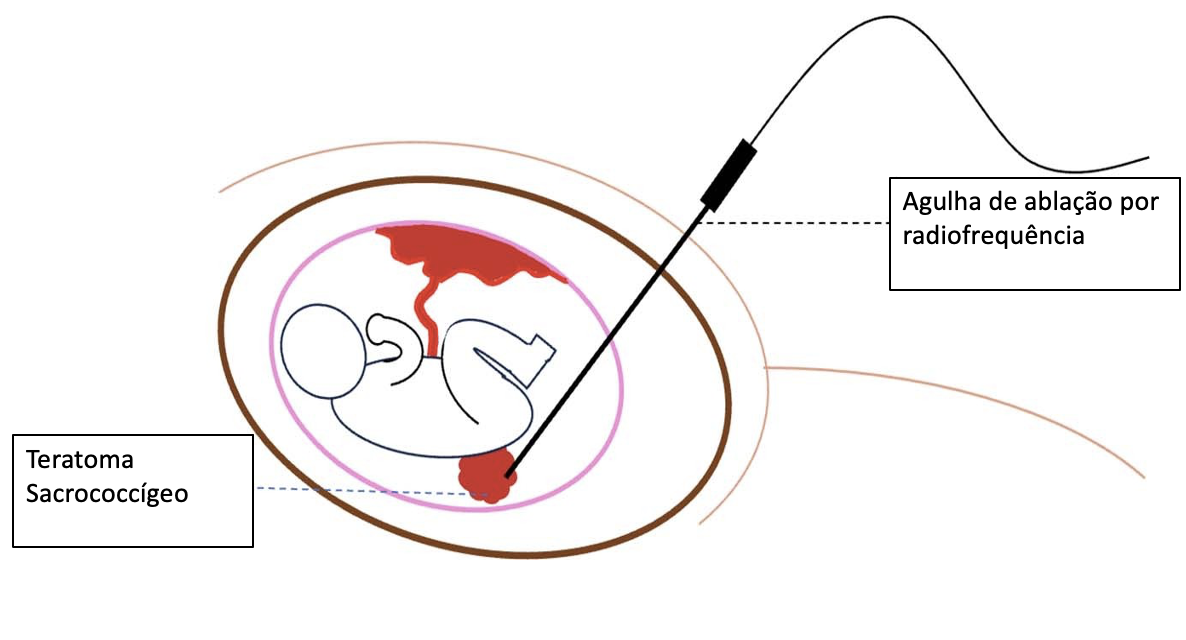 Agulha de ablação por
radiofrequência
Teratoma
Sacrococcígeo